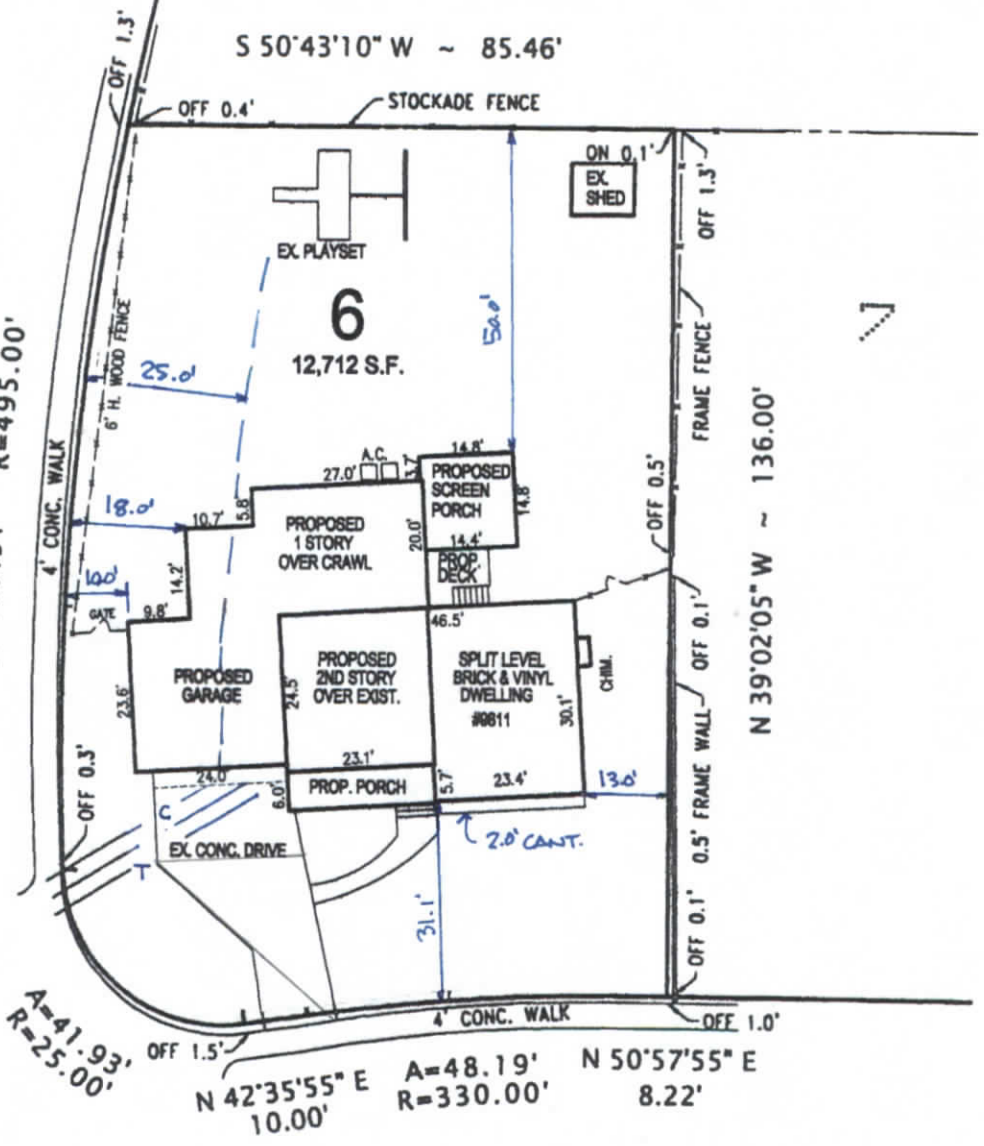 S 50°43'10" W ~ 85.46'
OFF 1.3'
OFF 0.4'
STOCKADE FENCE
ON 0.1'
EX.
SHED
OFF 1.3'
EX. PLAYSET
6
12,712 S.F.
50.0'
6' H. WOOD FENCE
25.0'
FRAME FENCE
7
R=495.00'
4' CONC. WALK
N 39°02'05" W ~ 136.00'
A.C.
27.0'
3.7'
14.8'
PROPOSED
SCREEN
PORCH
14.8'
14.4'
18.0'
10.7'
5.8'
PROPOSED
1 STORY
OVER CRAWL
20.0'
OFF 0.5'
PROP.
DECK
14.2'
10.0'
GATE
9.8'
46.5'
OFF 0.1'
PROPOSED
GARAGE
23.6'
24.5'
PROPOSED
2ND STORY
OVER EXIST.
SPLIT LEVEL
BRICK & VINYL
DWELLING
#9811
30.1'
CHM.
24.0'
23.1'
PROP. PORCH
6.0'
5.7'
23.4'
13.0'
0.5' FRAME WALL
OFF 0.3'
C
T
EX. CONC. DRIVE
2.0' CANT.
31.1'
OFF 0.1'
4' CONC. WALK
OFF 1.0'
OFF 1.5'
A=41.93'
R=25.00'
N 42°35'55" E
10.00'
A=48.19'
R=330.00'
N 50°57'55" E
8.22'